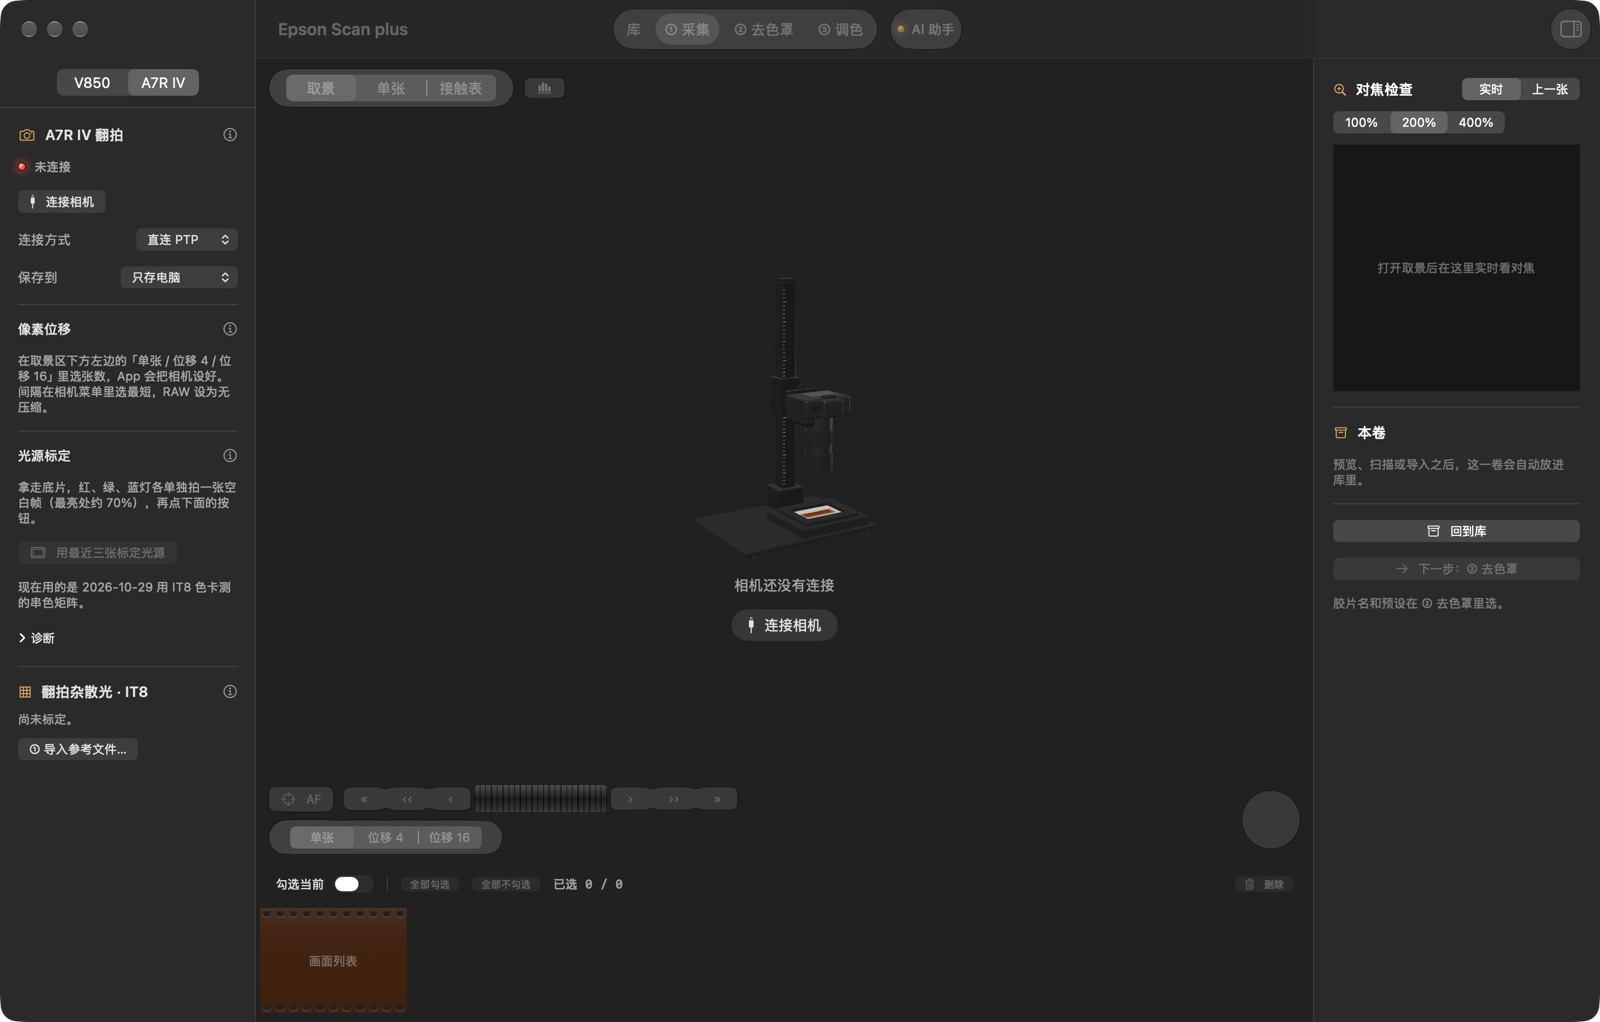 Epson Scan plus
库
① 采集
② 去色罩
③ 调色
AI 助手
V850
A7R IV
A7R IV 翻拍
未连接
连接相机
连接方式
直连 PTP
保存到
只存电脑
像素位移
在取景区下方左边的「单张 / 位移 4 / 位
移 16」里选张数，App 会把相机设好。
间隔在相机菜单里选最短，RAW 设为无
压缩。
光源标定
拿走底片，红、绿、蓝灯各单独拍一张空
白帧（最亮处约 70%），再点下面的按
钮。
用最近三张标定光源
现在用的是 2026-10-29 用 IT8 色卡测
的串色矩阵。
诊断
翻拍杂散光 · IT8
尚未标定。
① 导入参考文件...
取景
单张
接触表
相机还没有连接
连接相机
AF
«
‹‹
‹
›
››
»
单张
位移 4
位移 16
勾选当前
全部勾选
全部不勾选
已选 0 / 0
删除
画面列表
对焦检查
实时
上一张
100%
200%
400%
打开取景后在这里实时看对焦
本卷
预览、扫描或导入之后，这一卷会自动放进
库里。
回到库
下一步：② 去色罩
胶片名和预设在 ② 去色罩里选。